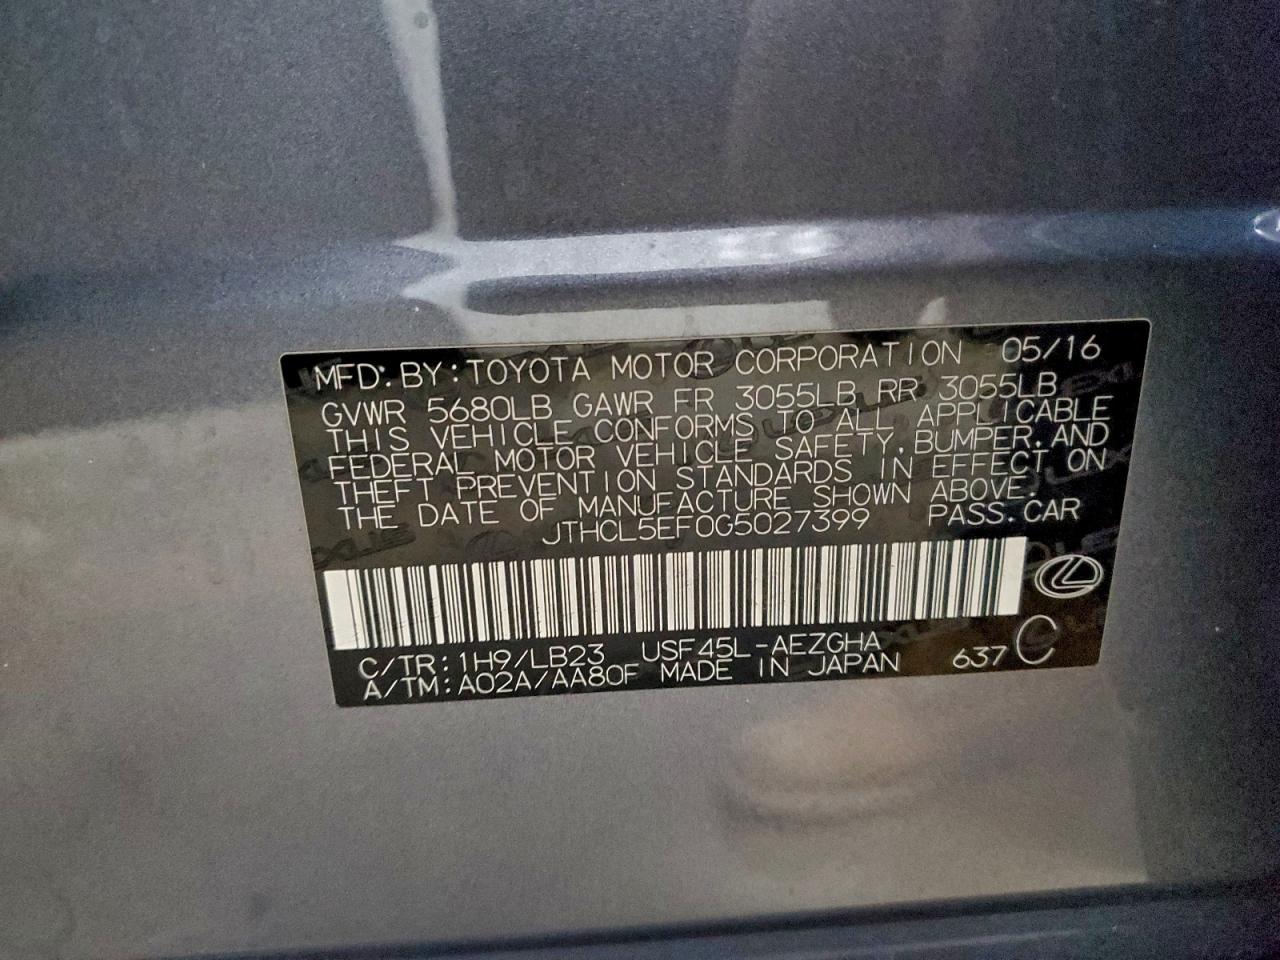 MFD. BY: TOYOTA MOTOR CORPORATION 05/16
GVWR 5680LB GAWR FR 3055LB RR 3055LB
THIS VEHICLE CONFORMS TO ALL APPLICABLE
FEDERAL MOTOR VEHICLE SAFETY, BUMPER, AND
THEFT PREVENTION STANDARDS IN EFFECT ON
THE DATE OF MANUFACTURE SHOWN ABOVE.
JTHCL5EF0G5027399 PASS. CAR
C/TR: 1H9/LB23 USF45L-AEZGHA
A/TM: A02A/AA80F MADE IN JAPAN 637 C